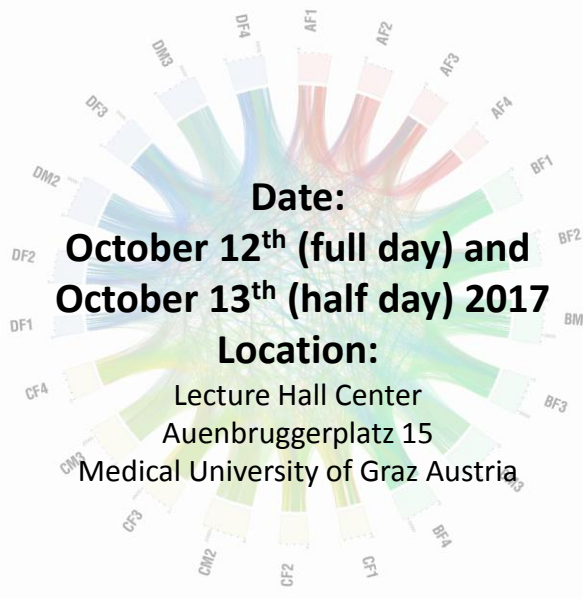 Date:
October 12th (full day) and
October 13th (half day) 2017
Location:
Lecture Hall Center
Auenbruggerplatz 15
Medical University of Graz Austria
AF1
AF2
AF3
AF4
BF1
BF2
BM
BF3
BF4
CF1
CF2
CM2
CF3
CM3
CF4
DF1
DF2
DM2
DF3
DM3
DF4